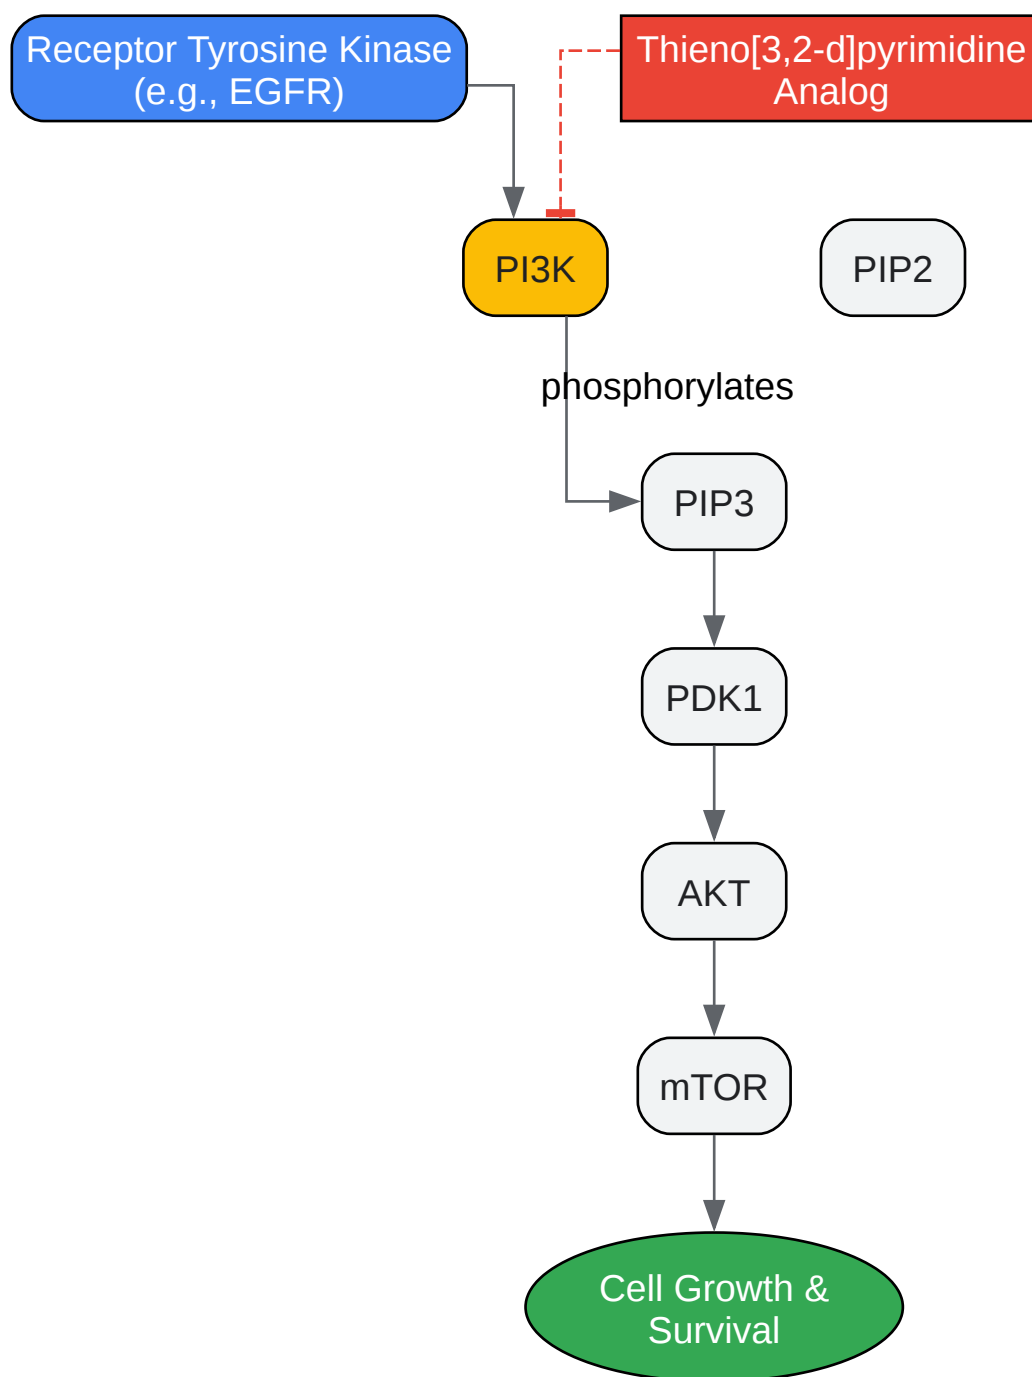 Receptor Tyrosine Kinase
(e.g., EGFR)
Thieno[3,2-d]pyrimidine
Analog
PI3K
PIP2
phosphorylates
PIP3
PDK1
AKT
mTOR
Cell Growth &
Survival